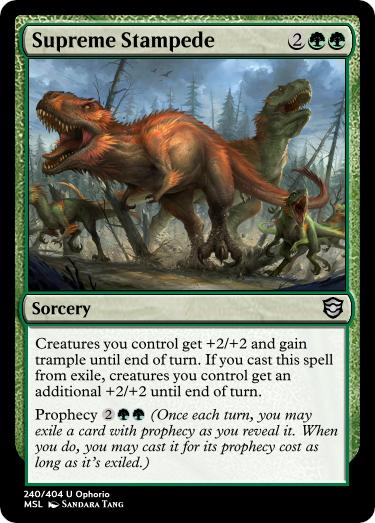 Supreme Stampede 2
Sorcery
Creatures you control get +2/+2 and gain
trample until end of turn. If you cast this spell
from exile, creatures you control get an
additional +2/+2 until end of turn.
Prophecy 2 (Once each turn, you may
exile a card with prophecy as you reveal it. When
you do, you may cast it for its prophecy cost as
long as it's exiled.)
240/404 U Ophorio
MSL Sandara Tang